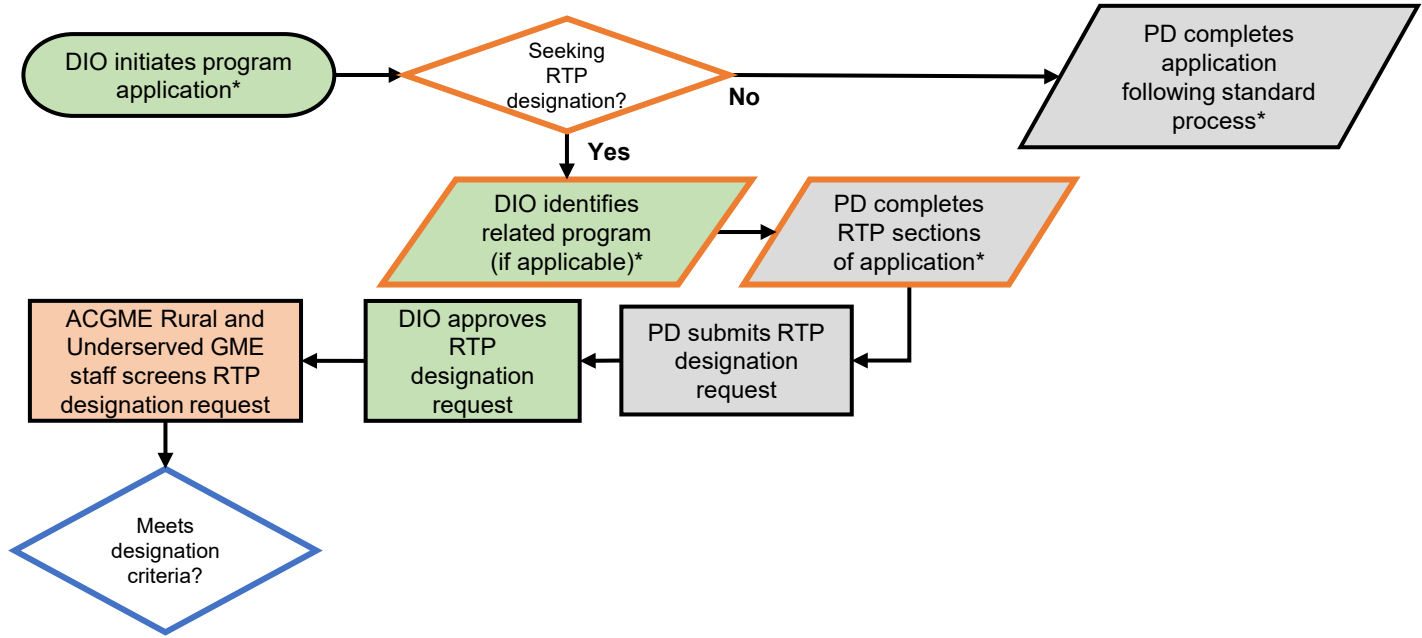 DIO initiates program
application*
Seeking
RTP
designation?
No
PD completes
application
following standard
process*
Yes
DIO identifies
related program
(if applicable)*
PD completes
RTP sections
of application*
PD submits RTP
designation
request
DIO approves
RTP
designation
request
ACGME Rural and
Underserved GME
staff screens RTP
designation request
Meets
designation
criteria?